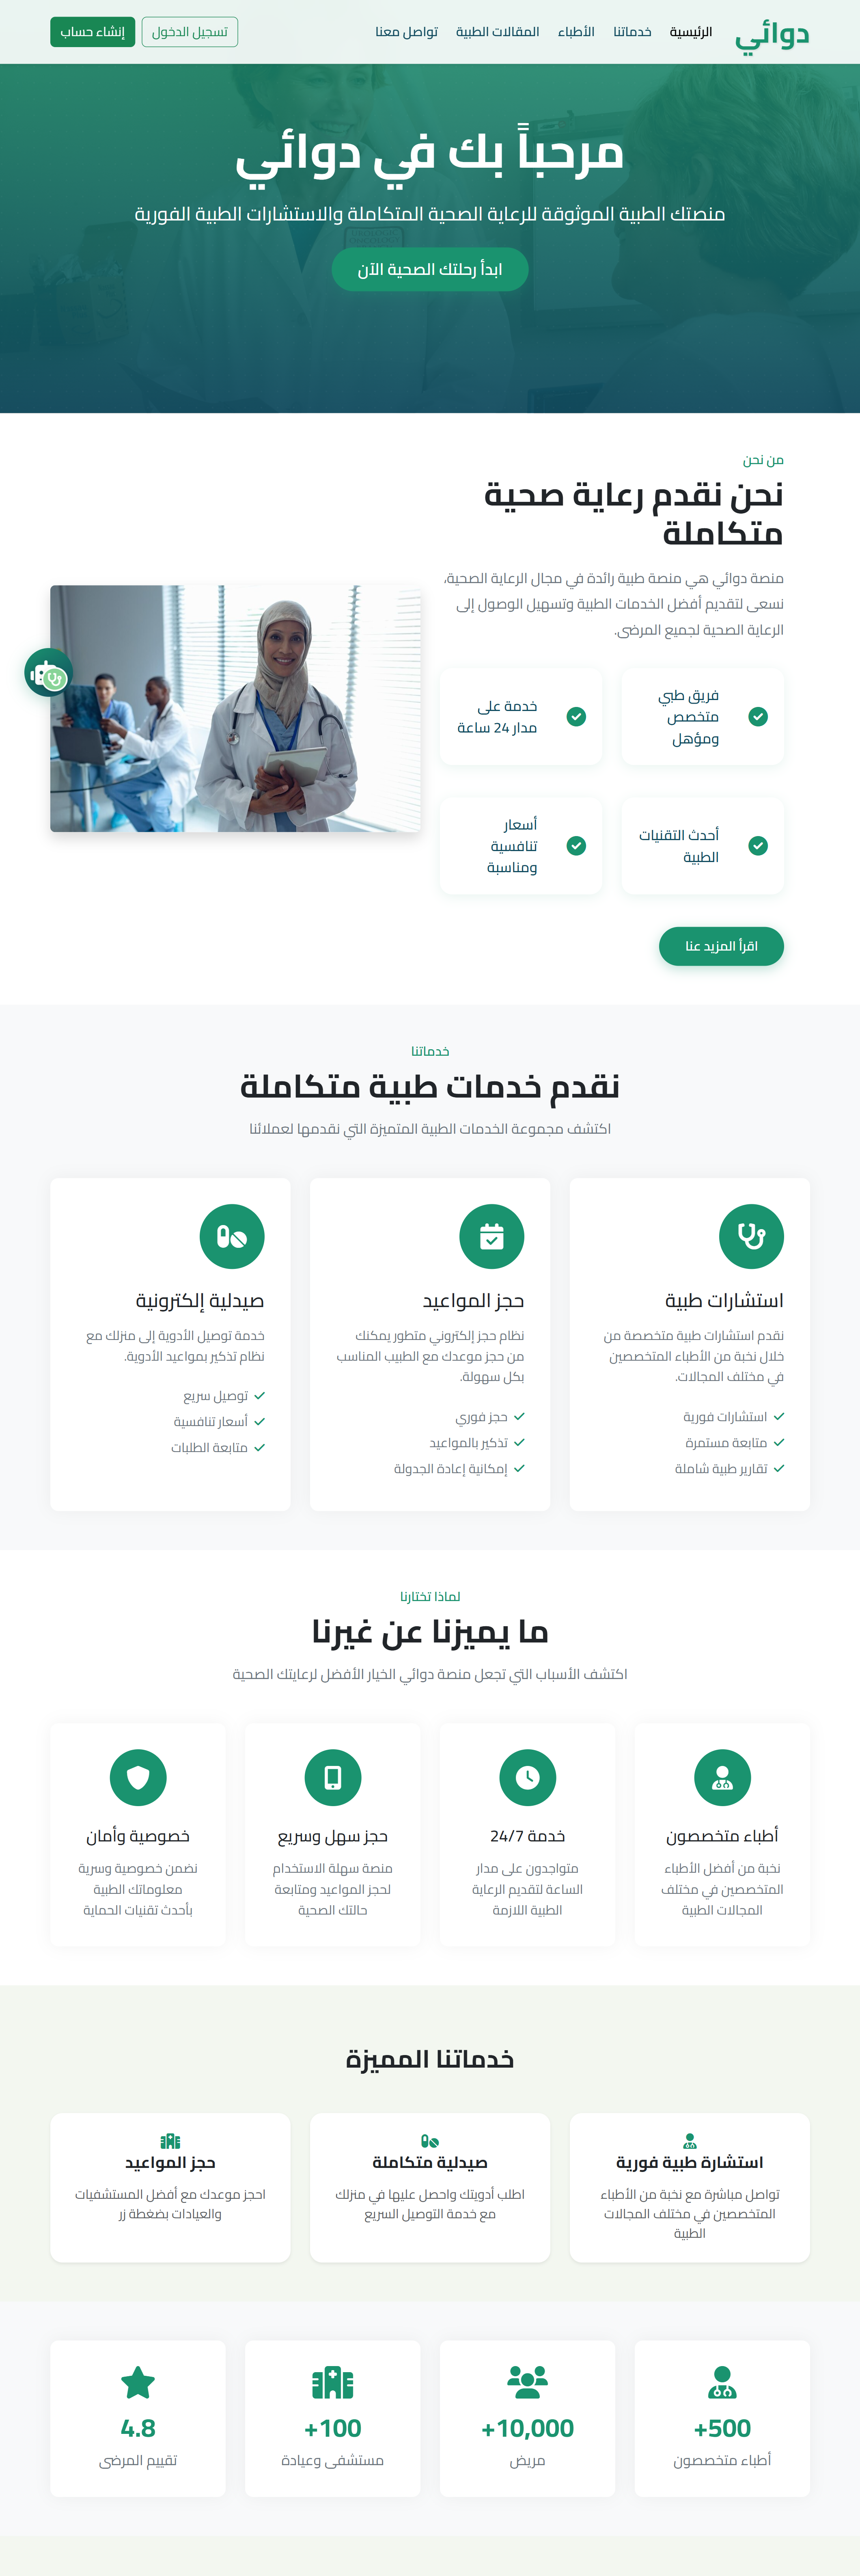 دوائي
الرئيسية
خدماتنا
الأطباء
المقالات الطبية
تواصل معنا
تسجيل الدخول
إنشاء حساب
مرحباً بك في دوائي
منصتك الطبية الموثوقة للرعاية الصحية المتكاملة والاستشارات الطبية الفورية
ابدأ رحلتك الصحية الآن
من نحن
نحن نقدم رعاية صحية
متكاملة
منصة دوائي هي منصة طبية رائدة في مجال الرعاية الصحية،
نسعى لتقديم أفضل الخدمات الطبية وتسهيل الوصول إلى
الرعاية الصحية لجميع المرضى.
فريق طبي
متخصص
ومؤهل
خدمة على
مدار 24 ساعة
أحدث التقنيات
الطبية
أسعار
تنافسية
ومناسبة
اقرأ المزيد عنا
خدماتنا
نقدم خدمات طبية متكاملة
اكتشف مجموعة الخدمات الطبية المتميزة التي نقدمها لعملائنا
استشارات طبية
نقدم استشارات طبية متخصصة من
خلال نخبة من الأطباء المتخصصين
في مختلف المجالات.
استشارات فورية
متابعة مستمرة
تقارير طبية شاملة
حجز المواعيد
نظام حجز إلكتروني متطور يمكنك
من حجز موعدك مع الطبيب المناسب
بكل سهولة.
حجز فوري
تذكير بالمواعيد
إمكانية إعادة الجدولة
صيدلية إلكترونية
خدمة توصيل الأدوية إلى منزلك مع
نظام تذكير بمواعيد الأدوية.
توصيل سريع
أسعار تنافسية
متابعة الطلبات
لماذا تختارنا
ما يميزنا عن غيرنا
اكتشف الأسباب التي تجعل منصة دوائي الخيار الأفضل لرعايتك الصحية
أطباء متخصصون
نخبة من أفضل الأطباء
المتخصصين في مختلف
المجالات الطبية
خدمة 24/7
متواجدون على مدار
الساعة لتقديم الرعاية
الطبية اللازمة
حجز سهل وسريع
منصة سهلة الاستخدام
لحجز المواعيد ومتابعة
حالتك الصحية
خصوصية وأمان
نضمن خصوصية وسرية
معلوماتك الطبية
بأحدث تقنيات الحماية
خدماتنا المميزة
استشارة طبية فورية
تواصل مباشرة مع نخبة من الأطباء
المتخصصين في مختلف المجالات
الطبية
صيدلية متكاملة
اطلب أدويتك واحصل عليها في منزلك
مع خدمة التوصيل السريع
حجز المواعيد
احجز موعدك مع أفضل المستشفيات
والعيادات بضغطة زر
+500
أطباء متخصصون
+10,000
مريض
+100
مستشفى وعيادة
4.8
تقييم المرضى